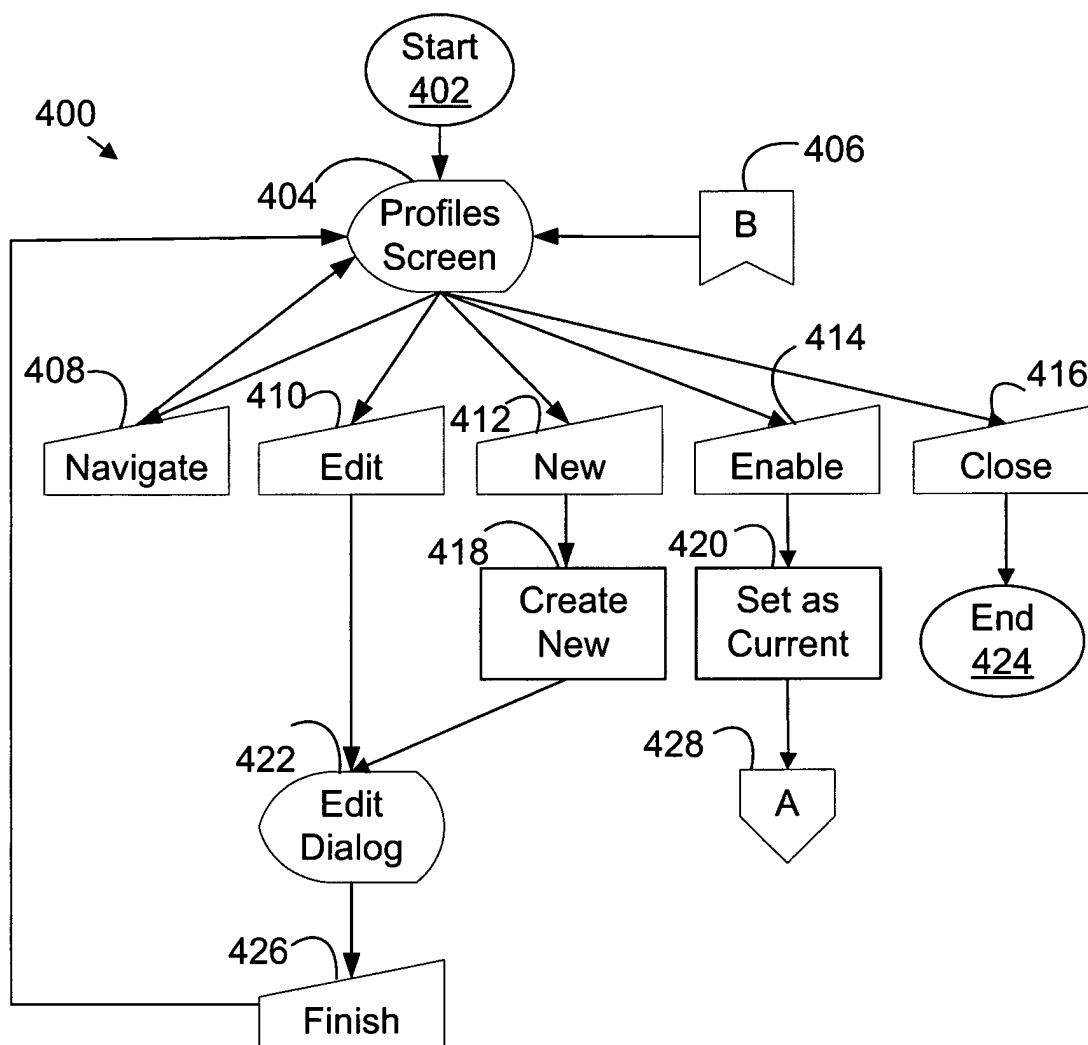 Start
402
400
406
404
Profiles
Screen
B
408
410
412
414
416
Navigate
Edit
New
Enable
Close
418
420
Create
New
Set as
Current
End
424
422
428
Edit
Dialog
A
426
Finish